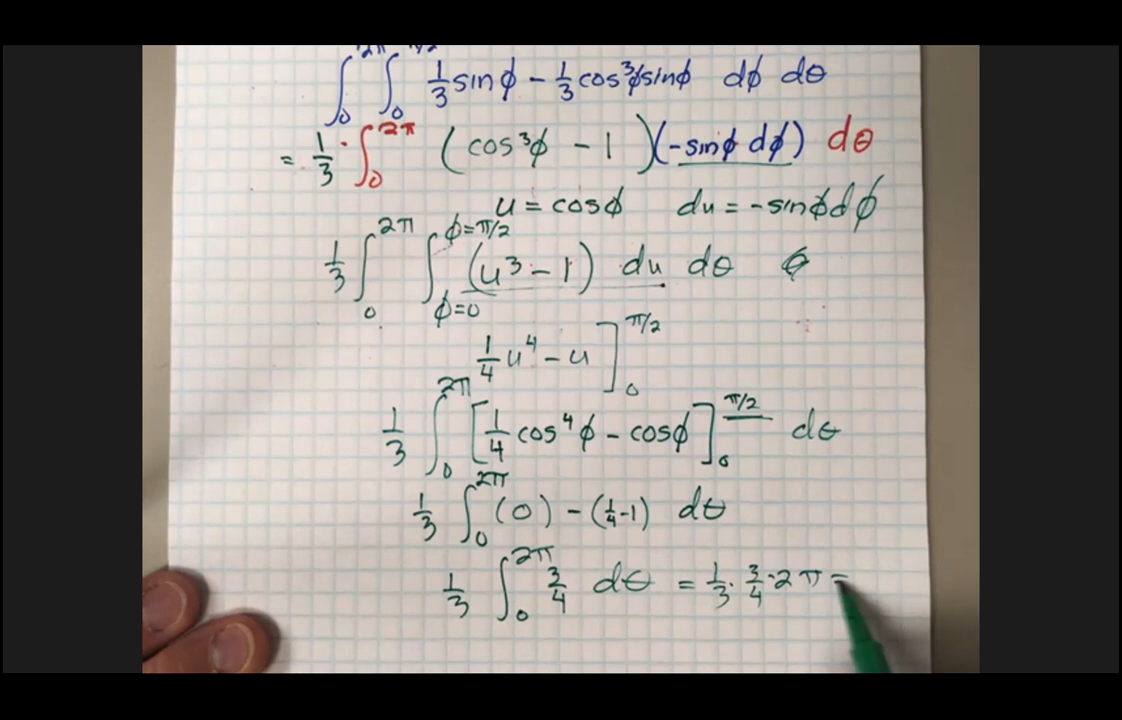 ∫₀^2π ∫₀^π/2 1/3 sinϕ - 1/3 cos³ϕ sinϕ dϕ dθ
= 1/3 · ∫₀^2π (cos³ϕ - 1)(-sinϕ dϕ) dθ
u = cosϕ du = -sinϕ dϕ
1/3 ∫₀^2π ∫_ϕ=0^ϕ=π/2 (u³ - 1) du dθ
1/4 u⁴ - u ]₀^π/2
1/3 ∫₀^2π [1/4 cos⁴ϕ - cosϕ]₀^π/2 dθ
1/3 ∫₀^2π (0) - (1/4 - 1) dθ
1/3 ∫₀^2π 3/4 dθ = 1/3 · 3/4 · 2π =